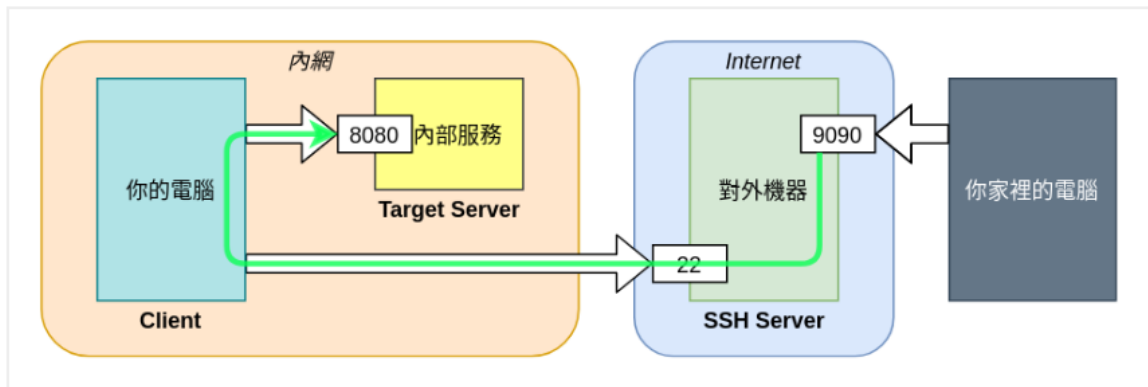 內網
Internet
8080
內部服務
9090
你的電腦
對外機器
你家裡的電腦
Target Server
22
Client
SSH Server